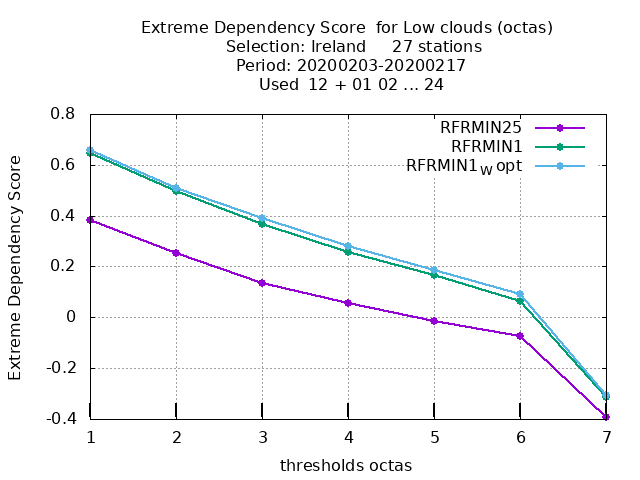 Extreme Dependency Score  for Low clouds (octas)
Selection: Ireland     27 stations
Period: 20200203-20200217
Used  12 + 01 02 ... 24
RFRMIN25
RFRMIN1
RFRMIN1W opt
Extreme Dependency Score
0.8
0.6
0.4
0.2
0
-0.2
-0.4
1 2 3 4 5 6 7
thresholds octas